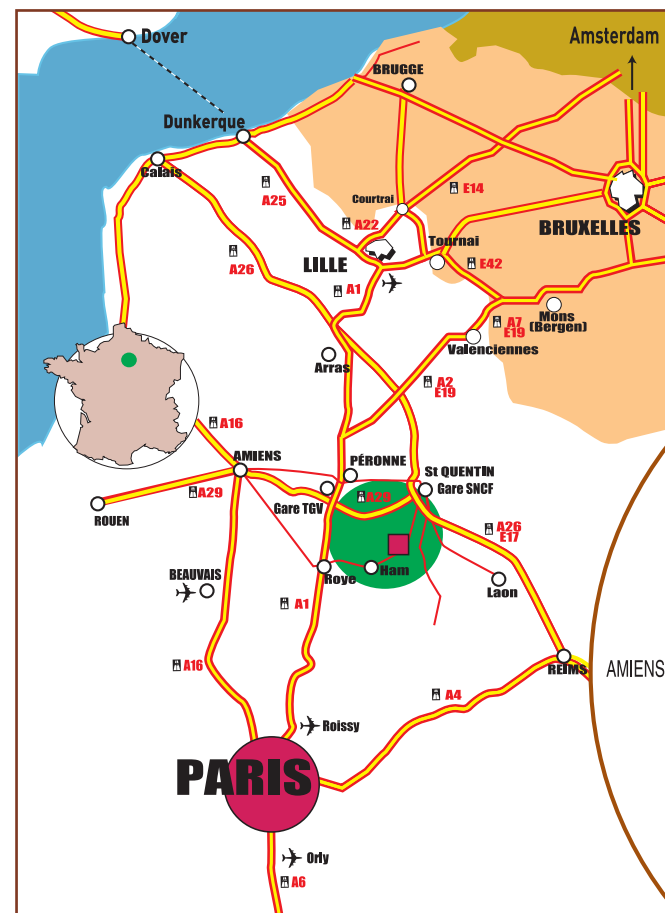 Dover
Amsterdam
BRUGGE
Dunkerque
Calais
A25
E14
Courtrai
A22
BRUXELLES
Tournai
LILLE
A26
E42
A1
Mons
(Bergen)
A7
E19
Valenciennes
Arras
A2
E19
A16
AMIENS
PÉRONNE
St QUENTIN
Gare SNCF
A29
A29
Gare TGV
ROUEN
A26
E17
BEAUVAIS
Roye
Ham
Laon
A1
A16
REIMS
AMIENS
A4
Roissy
PARIS
Orly
A6